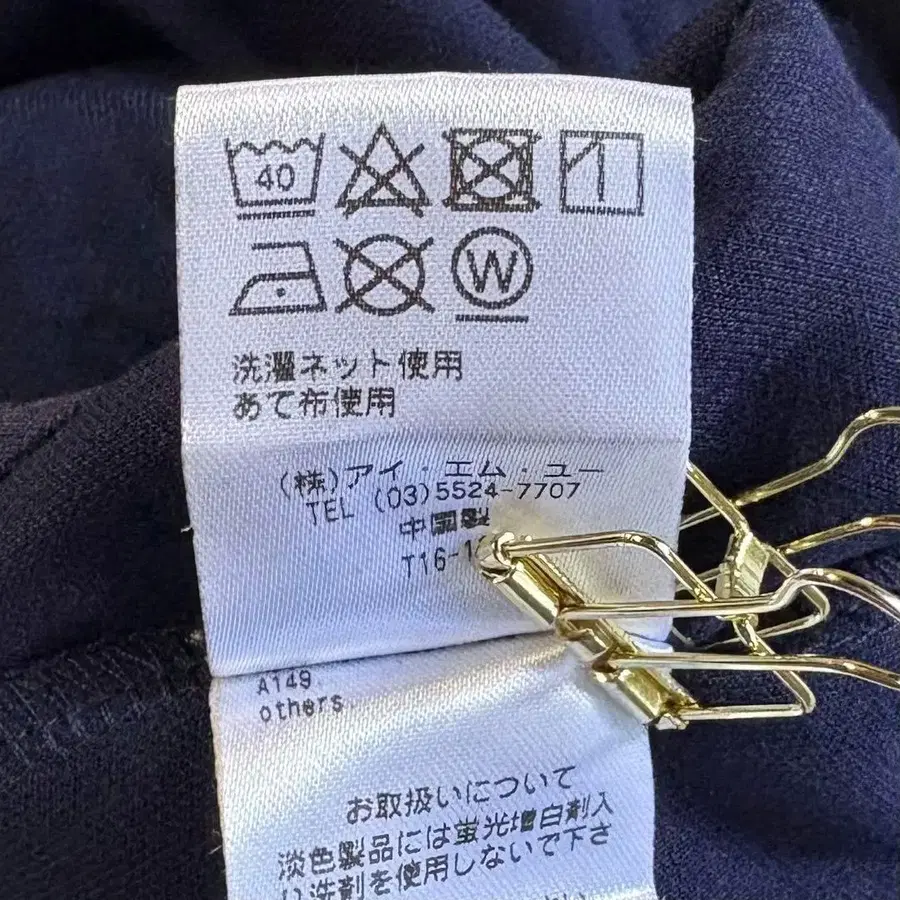 40
W
洗濯ネット使用
あて布使用
(株)アイ・エム・ユー
TEL (03)5524-7707
中国製
A149
others
お取扱いについて
淡色製品には蛍光増白剤入
り洗剤を使用しないで下さ